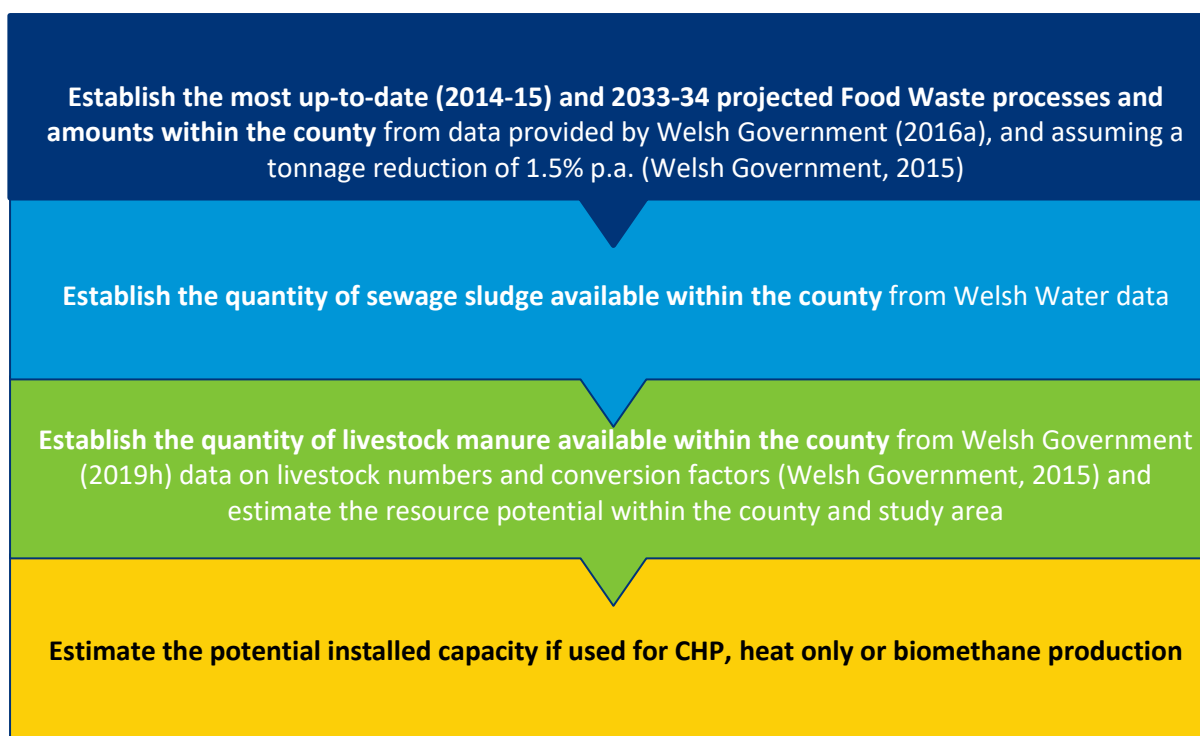 Establish the most up-to-date (2014-15) and 2033-34 projected Food Waste processes and
amounts within the county from data provided by Welsh Government (2016a), and assuming a
tonnage reduction of 1.5% p.a. (Welsh Government, 2015)
Establish the quantity of sewage sludge available within the county from Welsh Water data
Establish the quantity of livestock manure available within the county from Welsh Government
(2019h) data on livestock numbers and conversion factors (Welsh Government, 2015) and
estimate the resource potential within the county and study area
Estimate the potential installed capacity if used for CHP, heat only or biomethane production